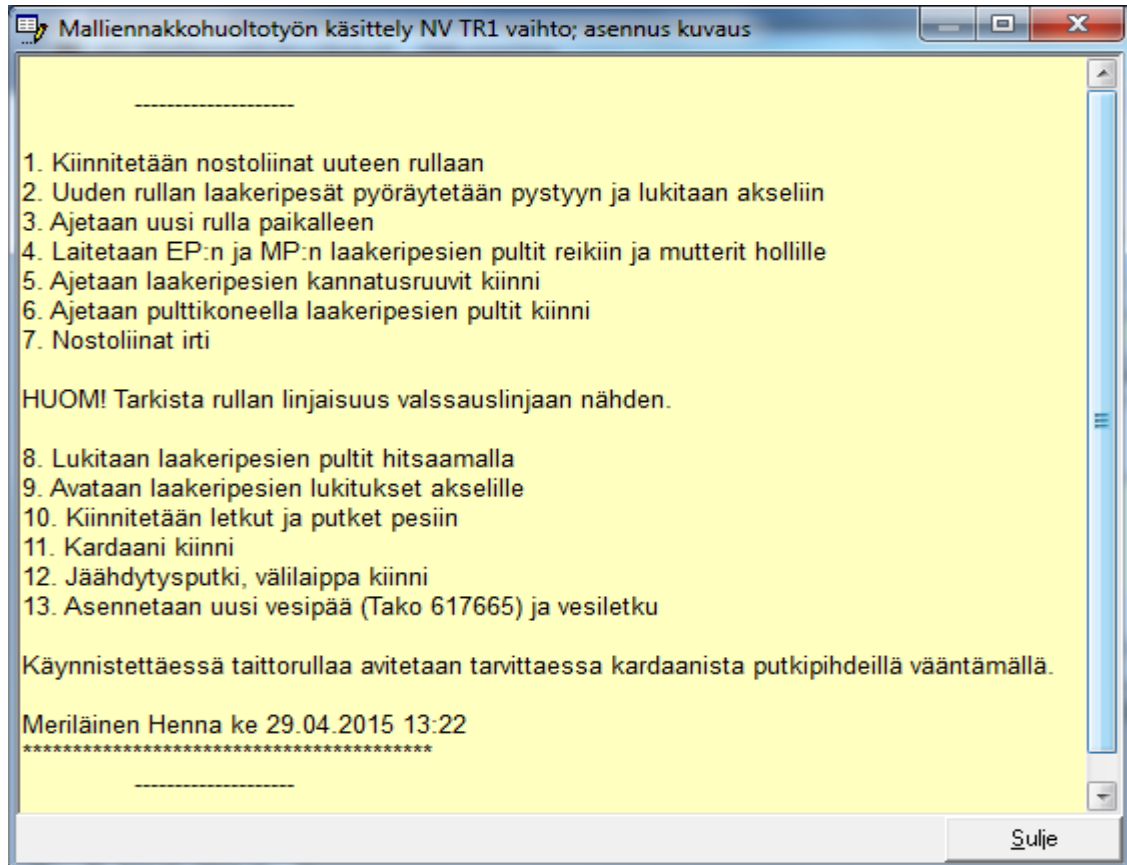 Malliennakkohuoltotyön käsittely NV TR1 vaihto; asennus kuvaus
--------------------
1. Kiinnitetään nostoliinat uuteen rullaan
2. Uuden rullan laakeripesät pyöräytetään pystyyn ja lukitaan akseliin
3. Ajetaan uusi rulla paikalleen
4. Laitetaan EP:n ja MP:n laakeripesien pultit reikiin ja mutterit hollille
5. Ajetaan laakeripesien kannatusruuvit kiinni
6. Ajetaan pulttikoneella laakeripesien pultit kiinni
7. Nostoliinat irti
HUOM! Tarkista rullan linjaisuus valssauslinjaan nähden.
8. Lukitaan laakeripesien pultit hitsaamalla
9. Avataan laakeripesien lukitukset akselille
10. Kiinnitetään letkut ja putket pesiin
11. Kardaani kiinni
12. Jäähdytysputki, välilaippa kiinni
13. Asennetaan uusi vesipää (Tako 617665) ja vesiletku
Käynnistettäessä taittorullaa avitetaan tarvittaessa kardaanista putkipihdeillä vääntämällä.
Meriläinen Henna ke 29.04.2015 13:22
*****************************************
--------------------
Sulje